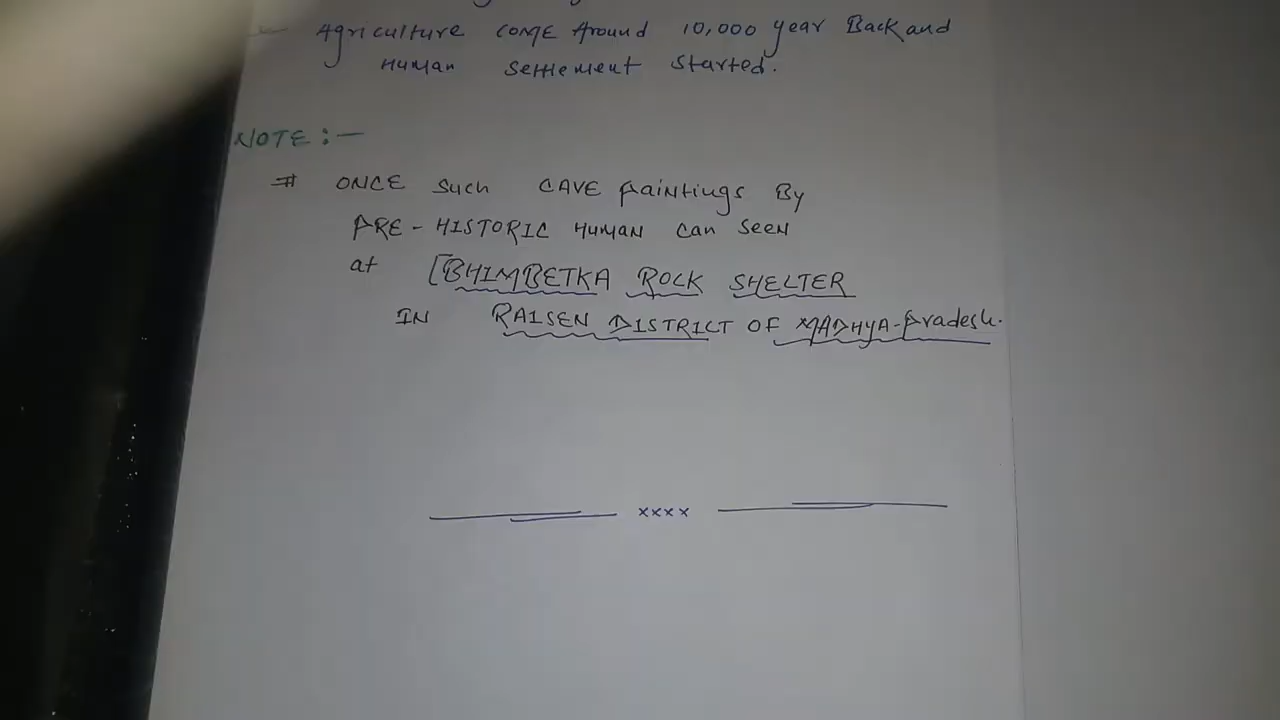 Agriculture come Around 10,000 year Back and
Human Settlement Started.
NOTE :-
# ONCE Such CAVE Paintings By
PRE - HISTORIC HUMAN Can Seen
at [BHIMBETKA ROCK SHELTER
IN RAISEN DISTRICT OF MADHYA-Pradesh.
xxxx